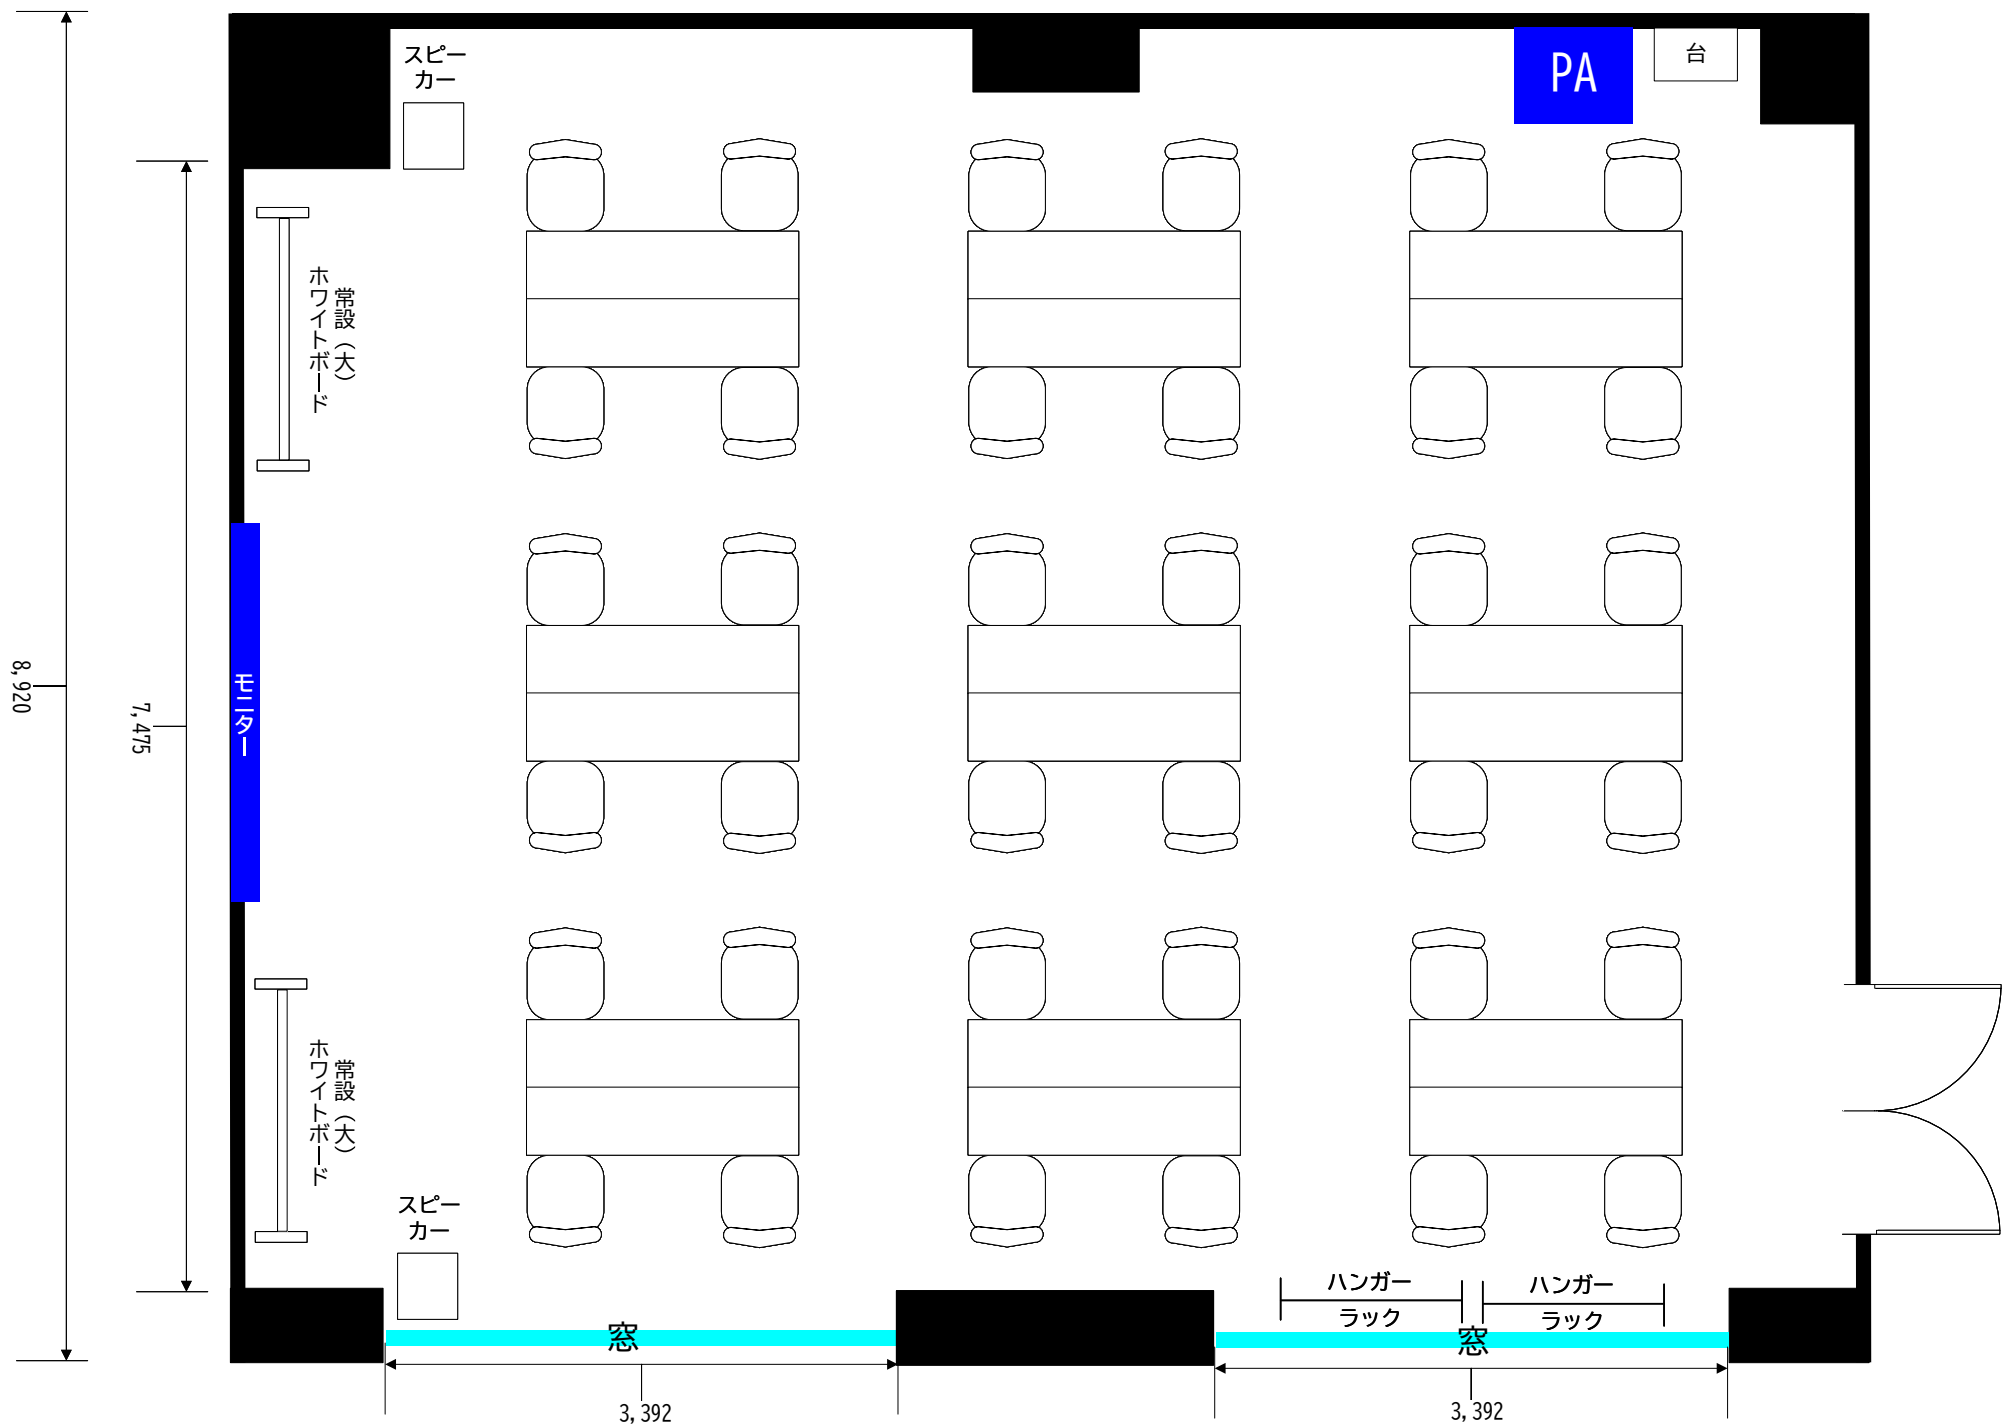 スピー
カー
PA
台
常設（大）
ホワイトボード
8,920
7,475
モニター
常設（大）
ホワイトボード
スピー
カー
ハンガー
ラック
ハンガー
ラック
窓
窓
3,392
3,392